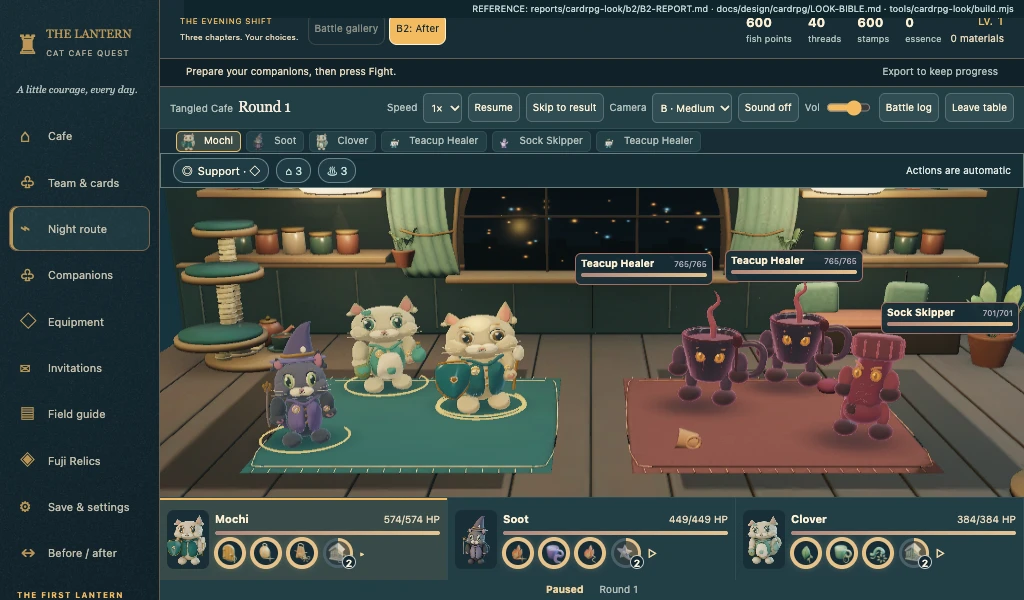 REFERENCE: reports/cardrpg-look/b2/B2-REPORT.md · docs/design/cardrpg/LOOK-BIBLE.md · tools/cardrpg-look/build.mjs
THE LANTERN
CAT CAFE QUEST
A little courage, every day.
Cafe
Team & cards
Night route
Companions
Equipment
Invitations
Field guide
Fuji Relics
Save & settings
Before / after
THE FIRST LANTERN
THE EVENING SHIFT
Three chapters. Your choices.
Battle gallery
B2: After
600
fish points
40
threads
600
stamps
0
essence
LV. 1
0 materials
Prepare your companions, then press Fight.
Export to keep progress
Tangled Cafe Round 1
Speed 1x Resume Skip to result Camera B · Medium Sound off Vol Battle log Leave table
Mochi Soot Clover Teacup Healer Sock Skipper Teacup Healer
Support · ◇ 3 3
Actions are automatic
Teacup Healer 765/765
Teacup Healer 765/765
Sock Skipper 701/701
Mochi 574/574 HP
2
Soot 449/449 HP
2
Clover 384/384 HP
2
Paused Round 1